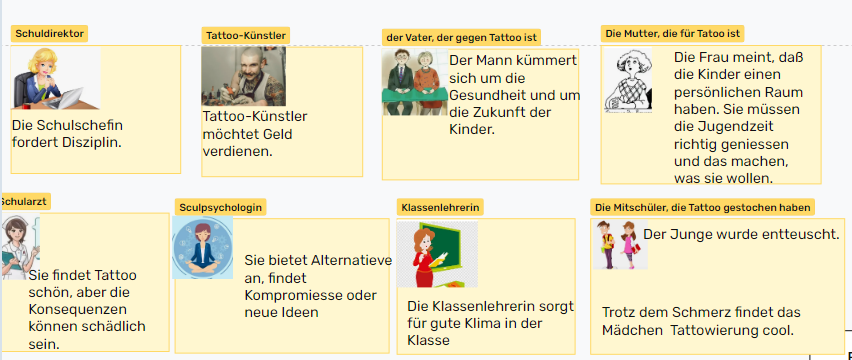 Schuldirektor
Die Schulschefin
fordert Disziplin.
Tattoo-Künstler
Tattoo-Künstler
möchtet Geld
verdienen.
der Vater, der gegen Tattoo ist
Der Mann kümmert
sich um die
Gesundheit und um
die Zukunft der
Kinder.
Die Mutter, die für Tatoo ist
Die Frau meint, daß
die Kinder einen
persönlichen Raum
haben. Sie müssen
die Jugendzeit
richtig geniessen
und das machen,
was sie wollen.
Schularzt
Sie findet Tattoo
schön, aber die
Konsequenzen
können schädlich
sein.
Sculpsychologin
Sie bietet Alternatieve
an, findet
Kompromiesse oder
neue Ideen
Klassenlehrerin
Die Klassenlehrerin sorgt
für gute Klima in der
Klasse
Die Mitschüler, die Tattoo gestochen haben
Der Junge wurde entteuscht.
Trotz dem Schmerz findet das
Mädchen Tattowierung cool.